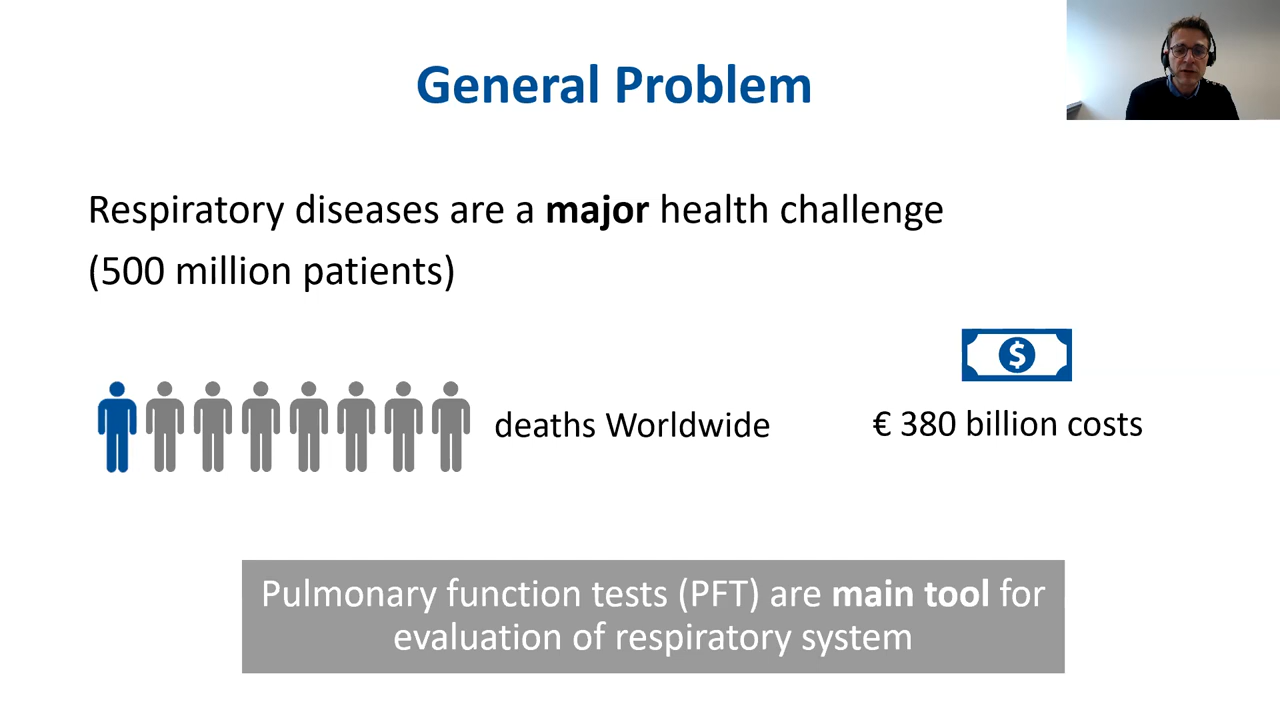 General Problem
Respiratory diseases are a major health challenge
(500 million patients)
$
deaths Worldwide
€ 380 billion costs
Pulmonary function tests (PFT) are main tool for
evaluation of respiratory system